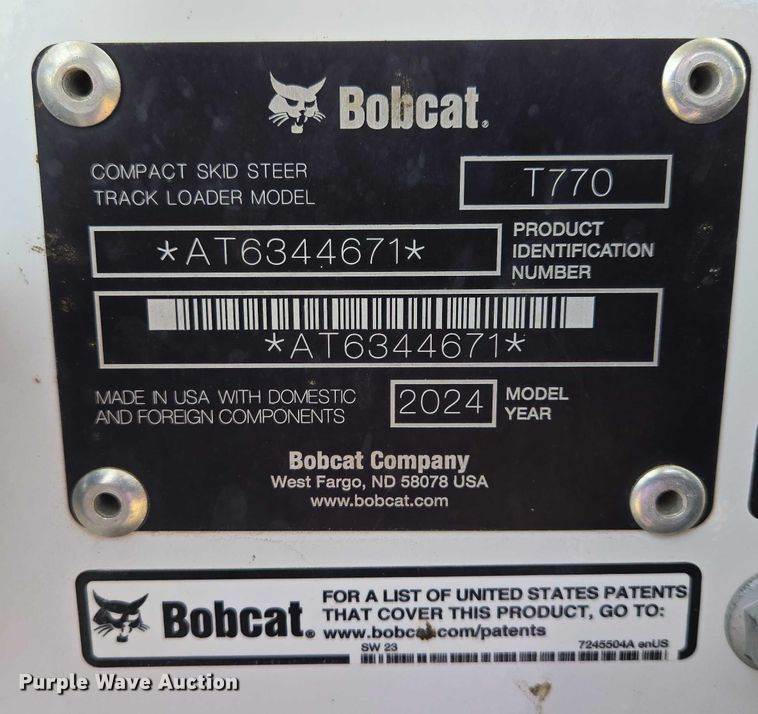 Bobcat.
COMPACT SKID STEER
TRACK LOADER MODEL
T770
*AT6344671*
PRODUCT
IDENTIFICATION
NUMBER
*AT6344671*
MADE IN USA WITH DOMESTIC
AND FOREIGN COMPONENTS
2024
MODEL
YEAR
Bobcat Company
West Fargo, ND 58078 USA
www.bobcat.com
Bobcat.
FOR A LIST OF UNITED STATES PATENTS
THAT COVER THIS PRODUCT, GO TO:
www.bobcat.com/patents
SW 23
7245504A enUS
Purple Wave Auction